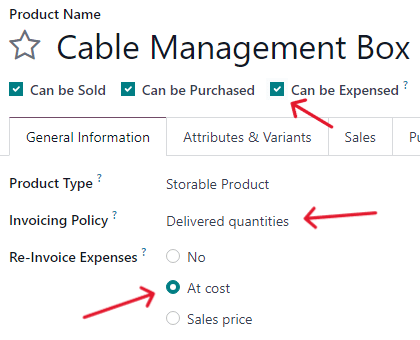 Product Name
Cable Management Box
Can be Sold Can be Purchased Can be Expensed ?
General Information Attributes & Variants Sales
Product Type ? Storable Product
Invoicing Policy ? Delivered quantities
Re-Invoice Expenses ? No
At cost
Sales price